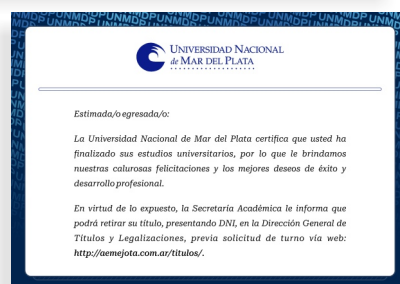 UNIVERSIDAD NACIONAL
de MAR DEL PLATA
Estimada/o egresada/o:
La Universidad Nacional de Mar del Plata certifica que usted ha
finalizado sus estudios universitarios, por lo que le brindamos
nuestras calurosas felicitaciones y los mejores deseos de éxito y
desarrollo profesional.
En virtud de lo expuesto, la Secretaría Académica le informa que
podrá retirar su título, presentando DNI, en la Dirección General de
Títulos y Legalizaciones, previa solicitud de turno vía web:
http://aemejota.com.ar/titulos/.